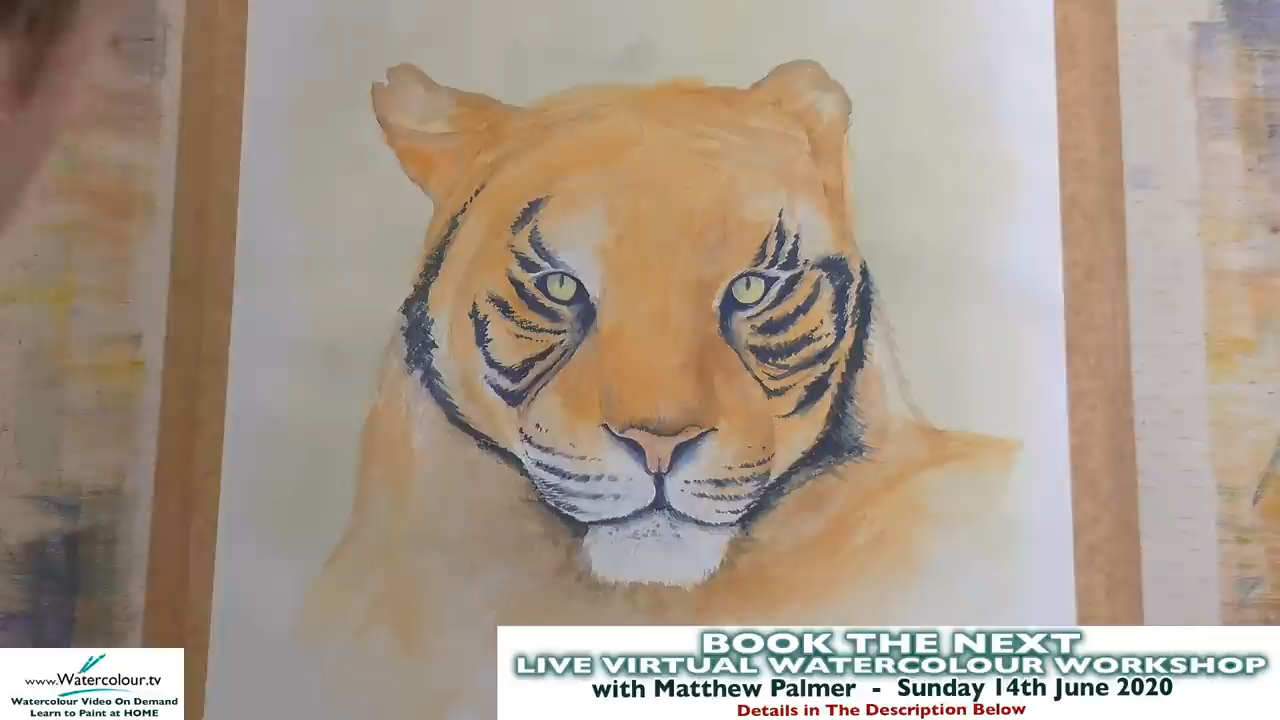 BOOK THE NEXT
LIVE VIRTUAL WATERCOLOUR WORKSHOP
with Matthew Palmer - Sunday 14th June 2020
Details in The Description Below
www.Watercolour.tv
Watercolour Video On Demand
Learn to Paint at HOME